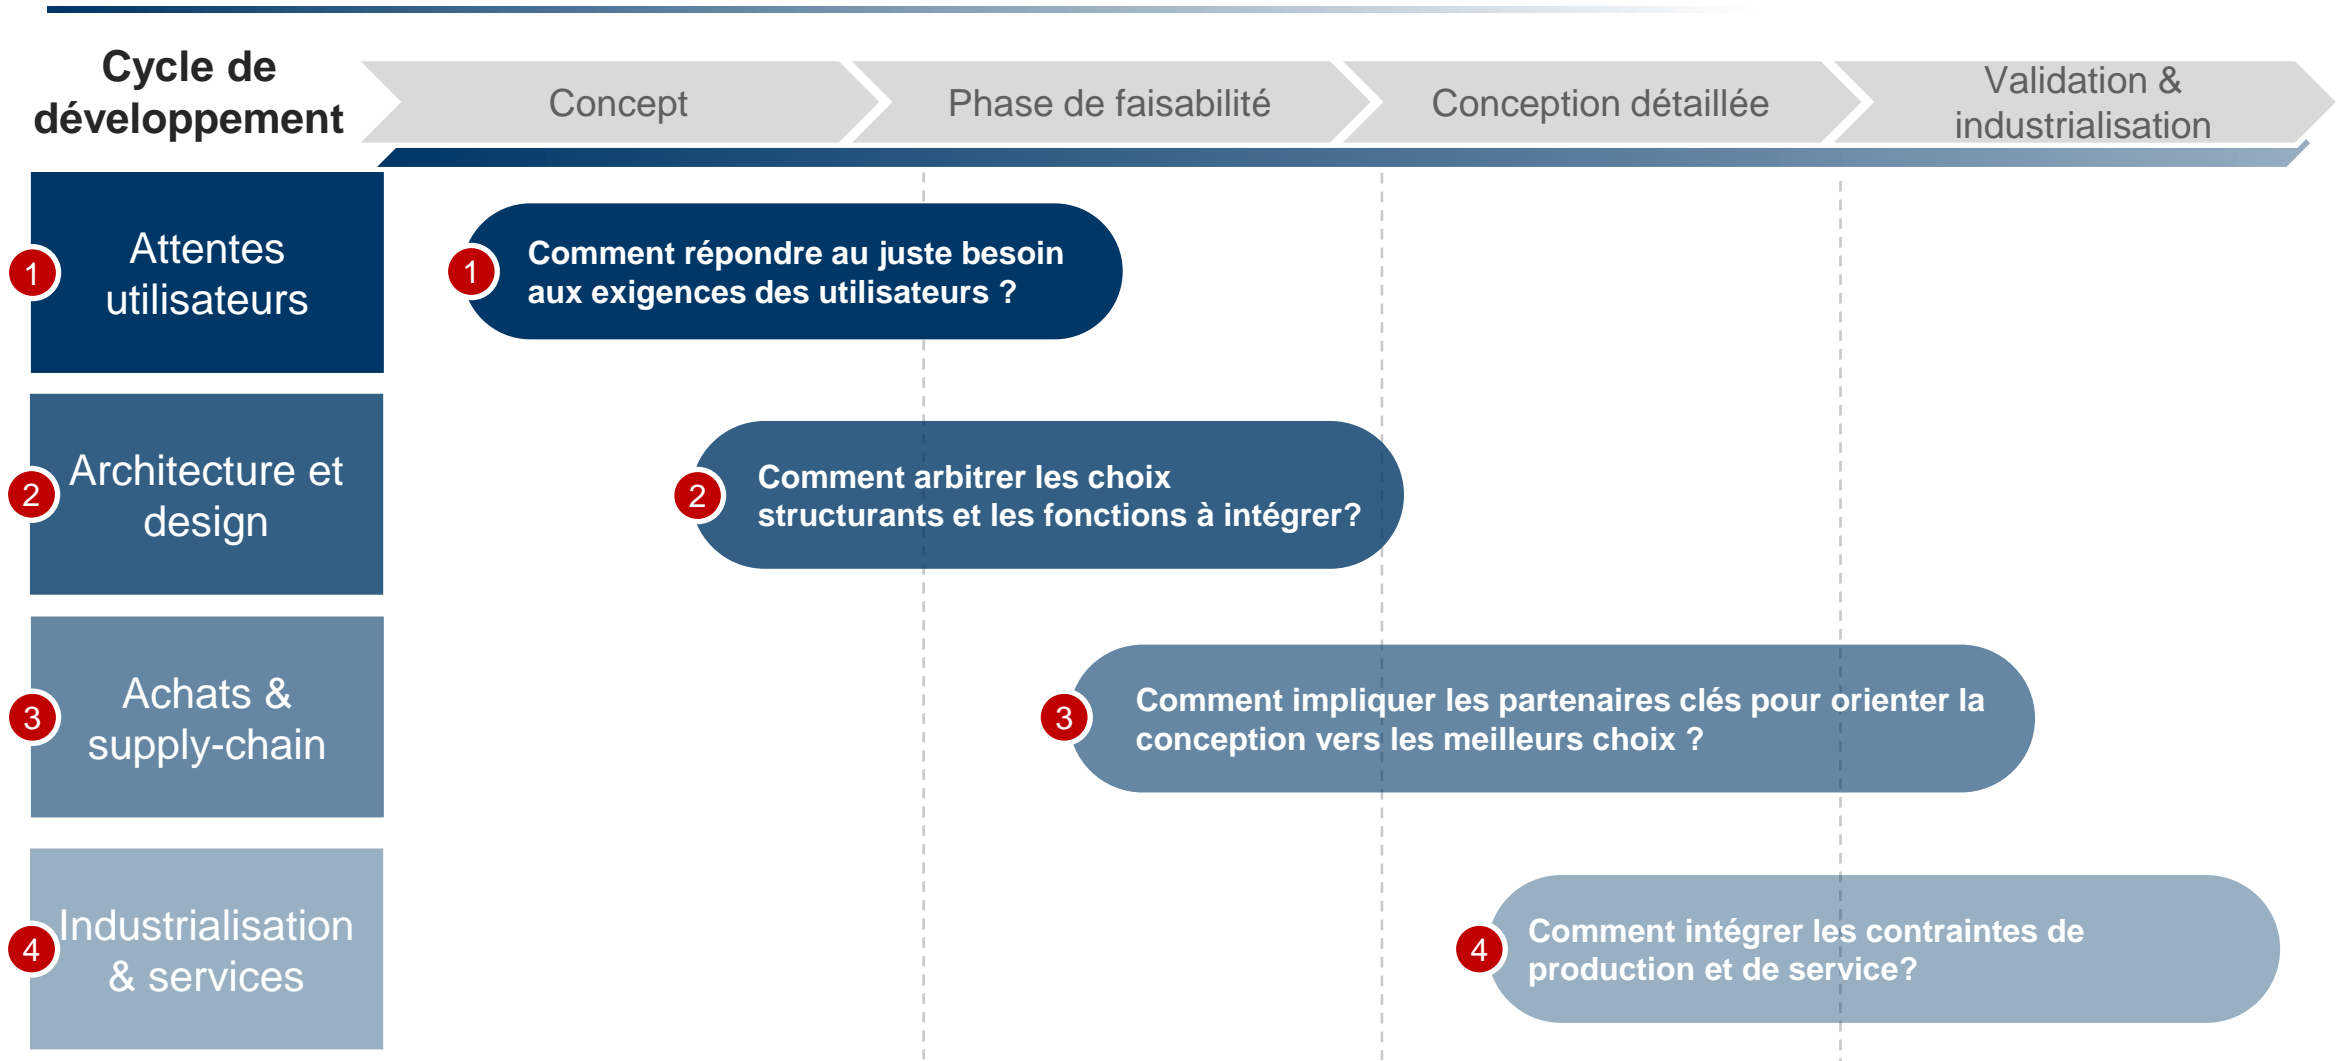 Cycle de
développement
Concept
Phase de faisabilité
Conception détaillée
Validation &
industrialisation
1
Attentes
utilisateurs
1
Comment répondre au juste besoin
aux exigences des utilisateurs ?
2
Architecture et
design
2
Comment arbitrer les choix
structurants et les fonctions à intégrer?
3
Achats &
supply-chain
3
Comment impliquer les partenaires clés pour orienter la
conception vers les meilleurs choix ?
4
Industrialisation
& services
4
Comment intégrer les contraintes de
production et de service?